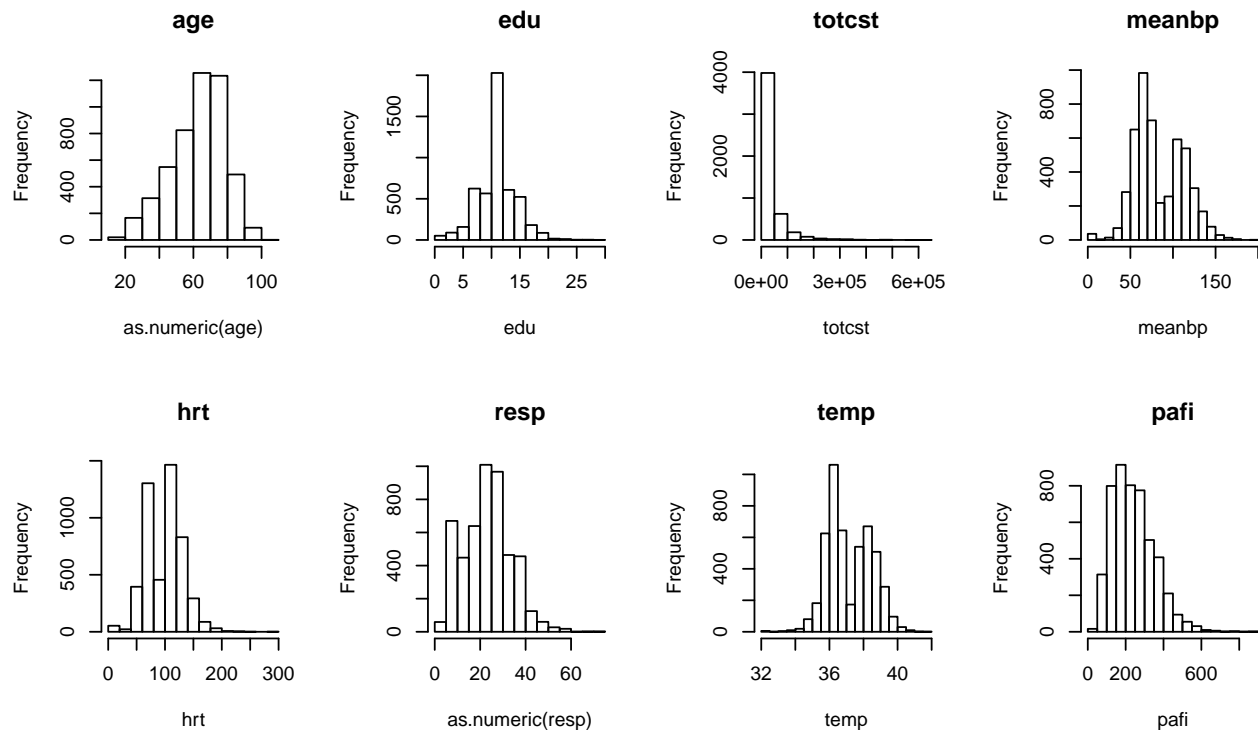 age
edu
totcst
meanbp
Frequency
0 400 800
20 60 100
as.numeric(age)
Frequency
0 500 1500
0 5 15 25
edu
Frequency
0 2000 4000
0e+00 3e+05 6e+05
totcst
Frequency
0 400 800
0 50 150
meanbp
hrt
resp
temp
pafi
Frequency
0 500 1000
0 100 200 300
hrt
Frequency
0 400 800
0 20 40 60
as.numeric(resp)
Frequency
0 400 800
32 36 40
temp
Frequency
0 400 800
0 200 600
pafi